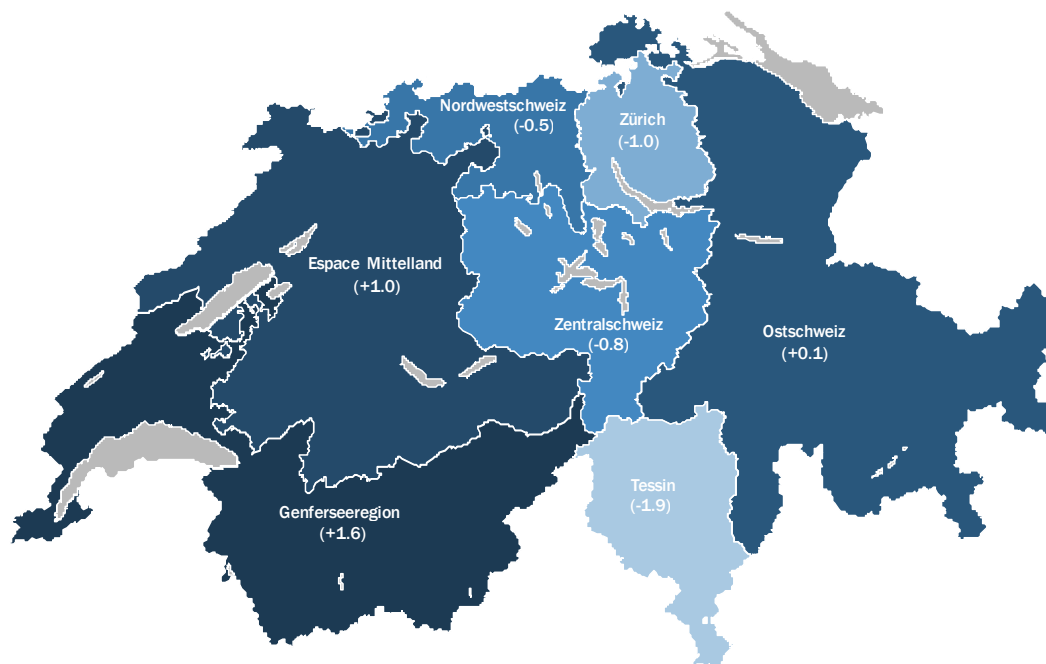 Nordwestschweiz
(-0.5)
Zürich
(-1.0)
Espace Mittelland
(+1.0)
Zentralschweiz
(-0.8)
Ostschweiz
(+0.1)
Tessin
(-1.9)
Genferseeregion
(+1.6)